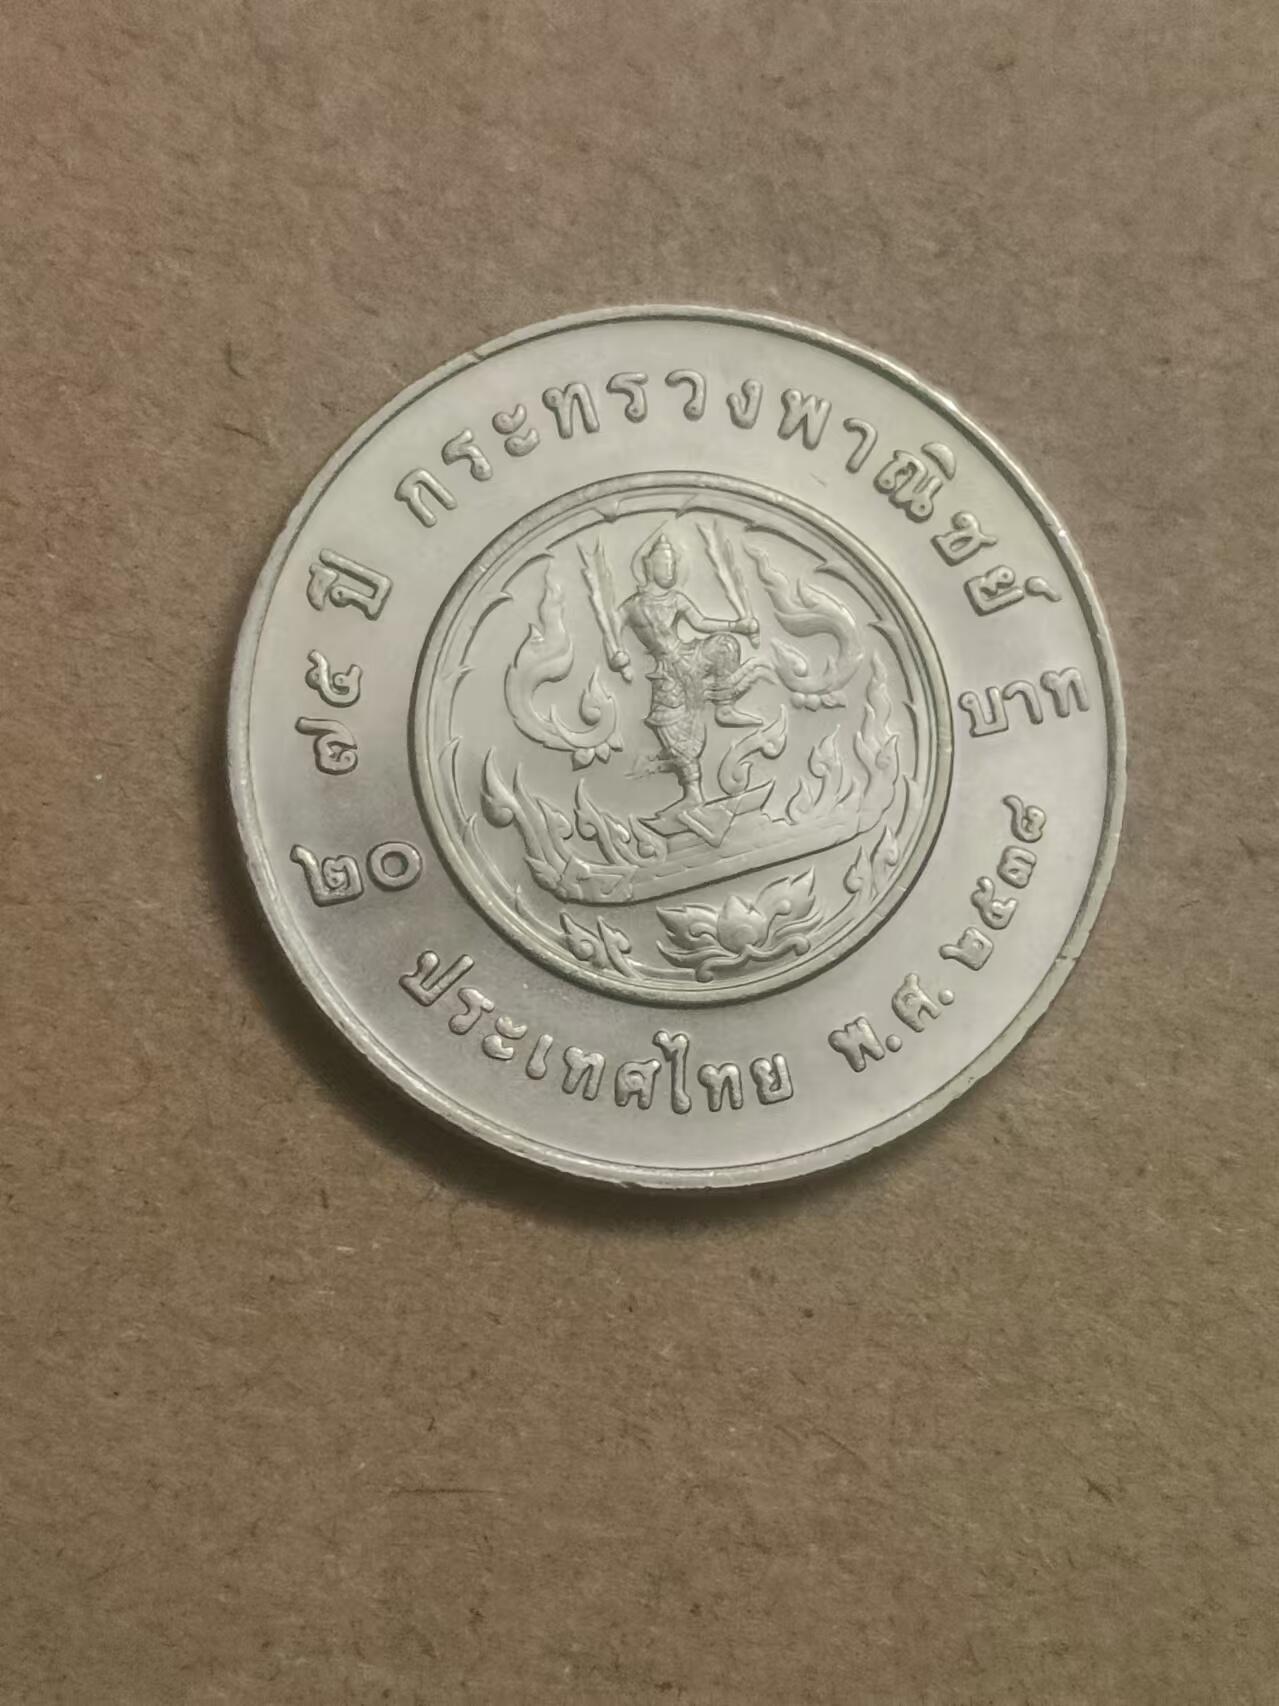 ๗๕ ปี กระทรวงพาณิชย์
๒๐ บาท
ประเทศไทย พ.ศ. ๒๕๓๘